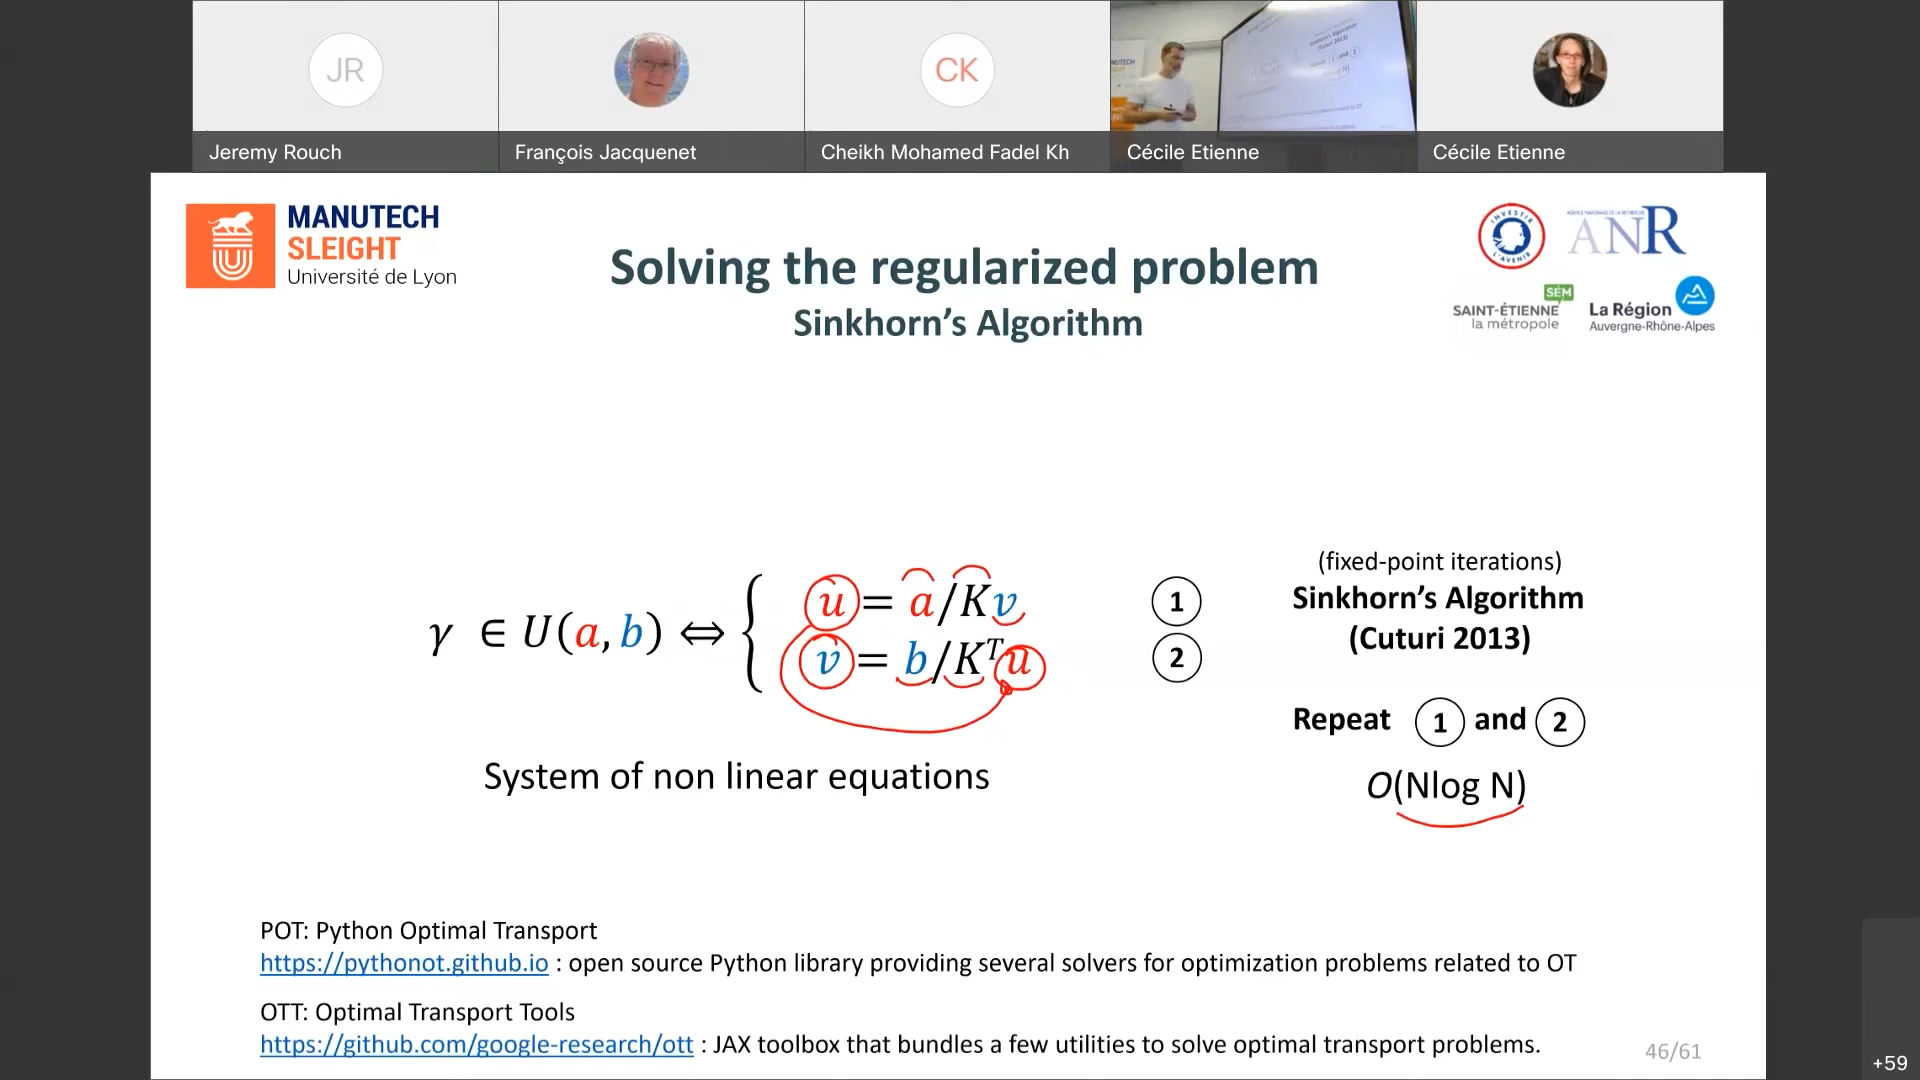 JR
CK
Jeremy Rouch
François Jacquenet
Cheikh Mohamed Fadel Kh
Cécile Etienne
Cécile Etienne
MANUTECH
SLEIGHT
Université de Lyon
INVESTIR
L'AVENIR
ANR
SAINT-ÉTIENNE
SÉM
la métropole
La Région
Auvergne-Rhône-Alpes
Solving the regularized problem
Sinkhorn’s Algorithm
γ ∈ U(a, b) ⇔ {
u = a/Kv
v = b/Kᵀu
1
2
(fixed-point iterations)
Sinkhorn’s Algorithm
(Cuturi 2013)
Repeat 1 and 2
O(Nlog N)
System of non linear equations
POT: Python Optimal Transport
https://pythonot.github.io : open source Python library providing several solvers for optimization problems related to OT
OTT: Optimal Transport Tools
https://github.com/google-research/ott : JAX toolbox that bundles a few utilities to solve optimal transport problems.
46/61
+59